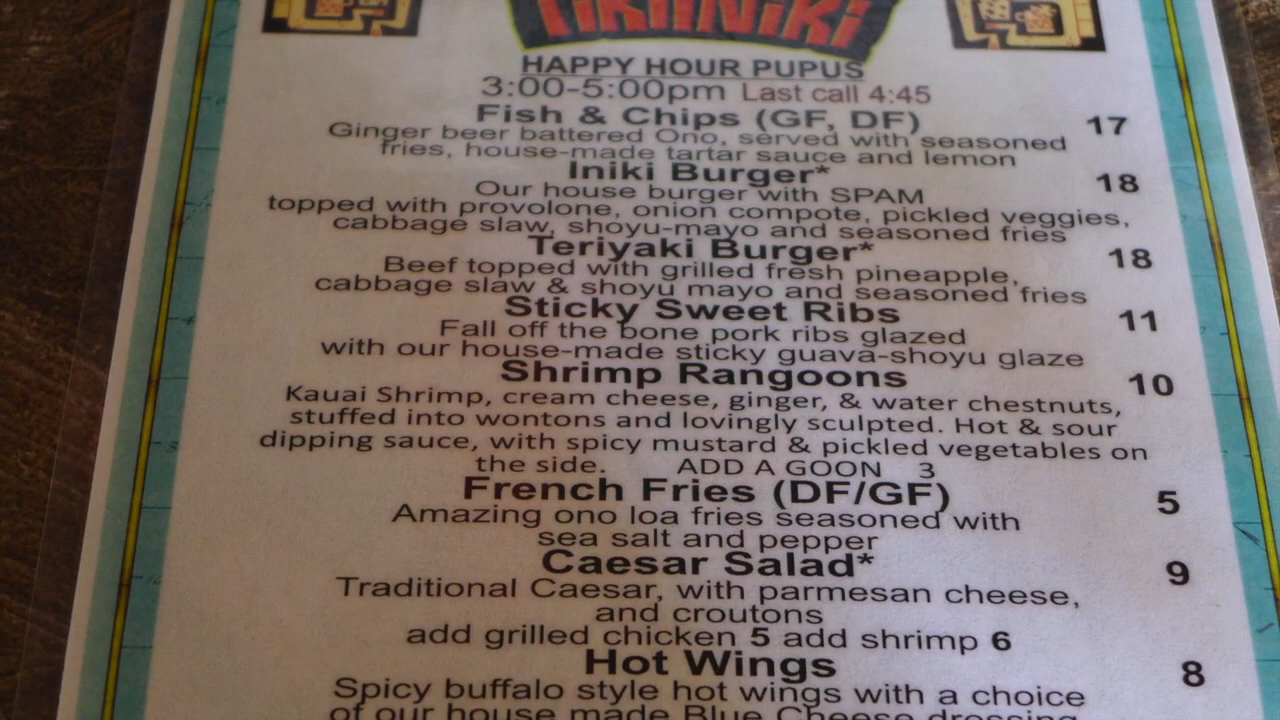 TIKIINIKI
HAPPY HOUR PUPUS
3:00-5:00pm Last call 4:45
Fish & Chips (GF, DF) 17
Ginger beer battered Ono, served with seasoned
fries, house-made tartar sauce and lemon
Iniki Burger* 18
Our house burger with SPAM
topped with provolone, onion compote, pickled veggies,
cabbage slaw, shoyu-mayo and seasoned fries
Teriyaki Burger* 18
Beef topped with grilled fresh pineapple,
cabbage slaw & shoyu mayo and seasoned fries
Sticky Sweet Ribs 11
Fall off the bone pork ribs glazed
with our house-made sticky guava-shoyu glaze
Shrimp Rangoons 10
Kauai Shrimp, cream cheese, ginger, & water chestnuts,
stuffed into wontons and lovingly sculpted. Hot & sour
dipping sauce, with spicy mustard & pickled vegetables on
the side. ADD A GOON 3
French Fries (DF/GF) 5
Amazing ono loa fries seasoned with
sea salt and pepper
Caesar Salad* 9
Traditional Caesar, with parmesan cheese,
and croutons
add grilled chicken 5 add shrimp 6
Hot Wings 8
Spicy buffalo style hot wings with a choice
of our house made Blue Cheese dressing